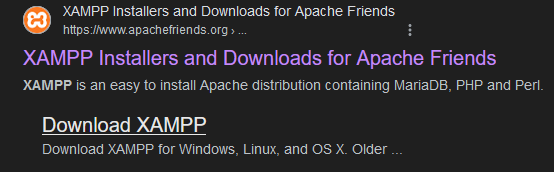 XAMPP Installers and Downloads for Apache Friends
https://www.apachefriends.org › ...
XAMPP Installers and Downloads for Apache Friends
XAMPP is an easy to install Apache distribution containing MariaDB, PHP and Perl.
Download XAMPP
Download XAMPP for Windows, Linux, and OS X. Older ...